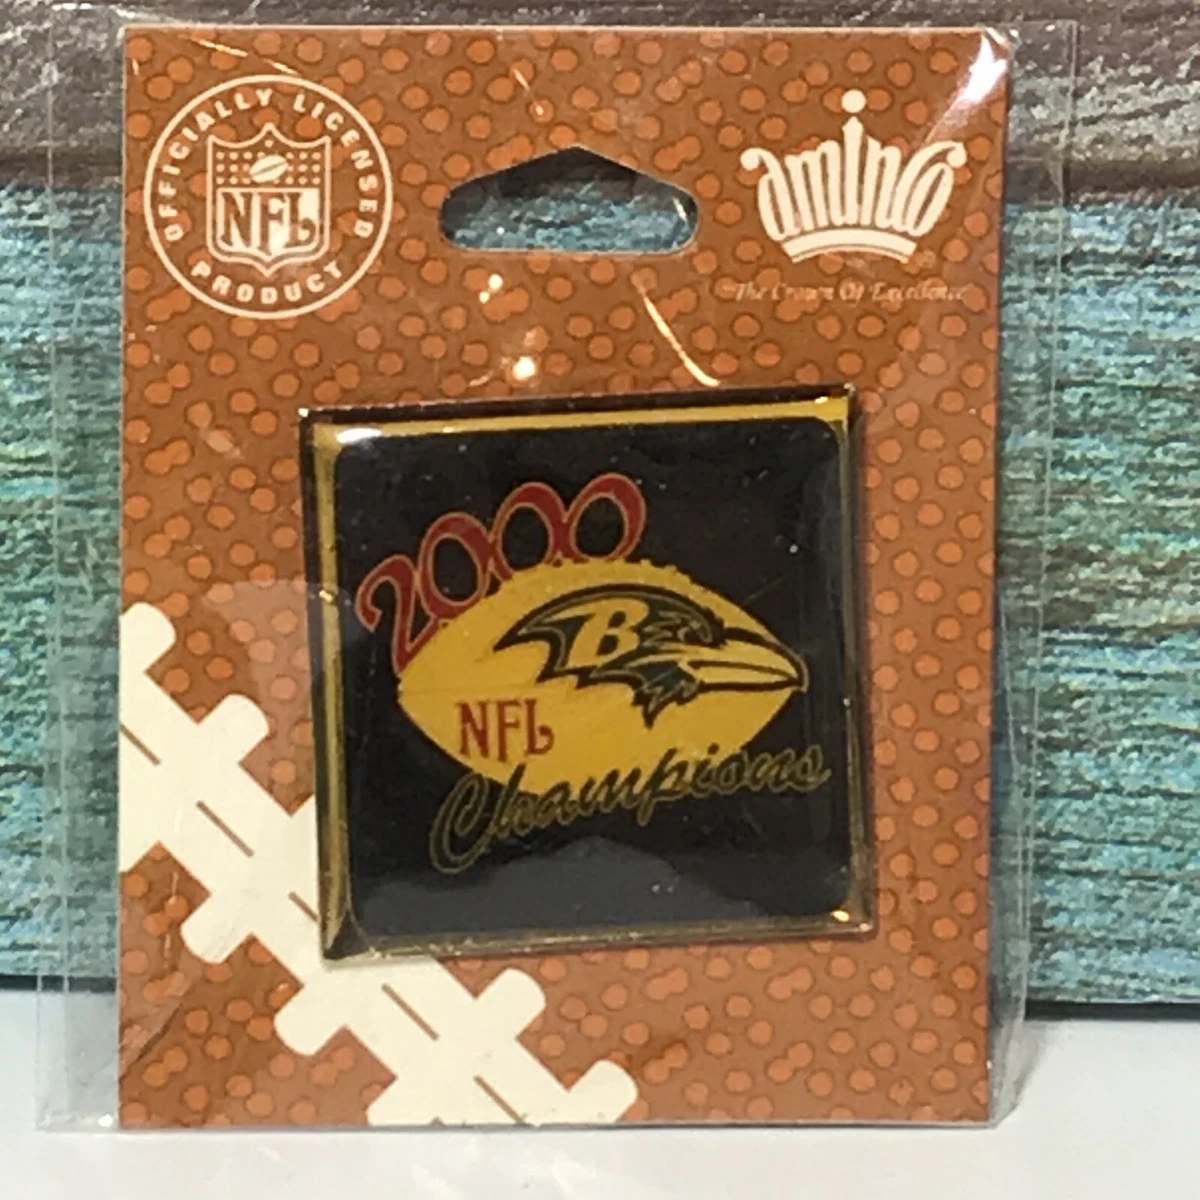 OFFICIALLY LICENSED
NFL
PRODUCT
aminco
"The Crown Of Excellence"
2000
B
NFL
Champions